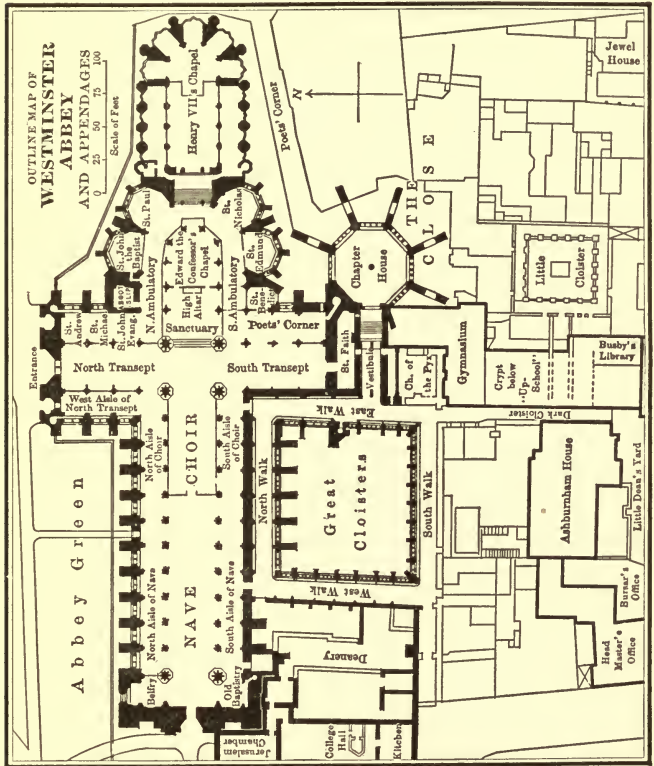 OUTLINE MAP OF
WESTMINSTER
ABBEY
AND APPENDAGES
0 25 50 75 100
Scale of Feet
Henry VII's Chapel
Poets' Corner
N
Jewel
House
THE
CLOSE
St. Paul
St. Nicholas
St. John
the
Baptist
St.
Edmund
Edward the
Confessor's
Chapel
N. Ambulatory
S. Ambulatory
High
Altar
Sanctuary
St.
Andrew
St.
Michael
St. John
Evang.
St.
Bene-
dict
Poets' Corner
Chapter
House
Little
Cloister
Entrance
North Transept
South Transept
St. Faith
Vestibule
Ch. of
the Pyx
Gymnasium
Crypt
below
"Up-
School"
Busby's
Library
West Aisle of
North Transept
East Walk
Dark Cloister
Abbey Green
North Aisle
of Choir
CHOIR
South Aisle
of Choir
North Walk
Great
Cloisters
South Walk
Ashburnham House
Little Dean's Yard
North Aisle of Nave
NAVE
South Aisle of Nave
West Walk
Belfry
Old
Baptistry
Deanery
Bursar's
Office
Head
Master's
Office
Jerusalem
Chamber
College
Hall
Kitchen